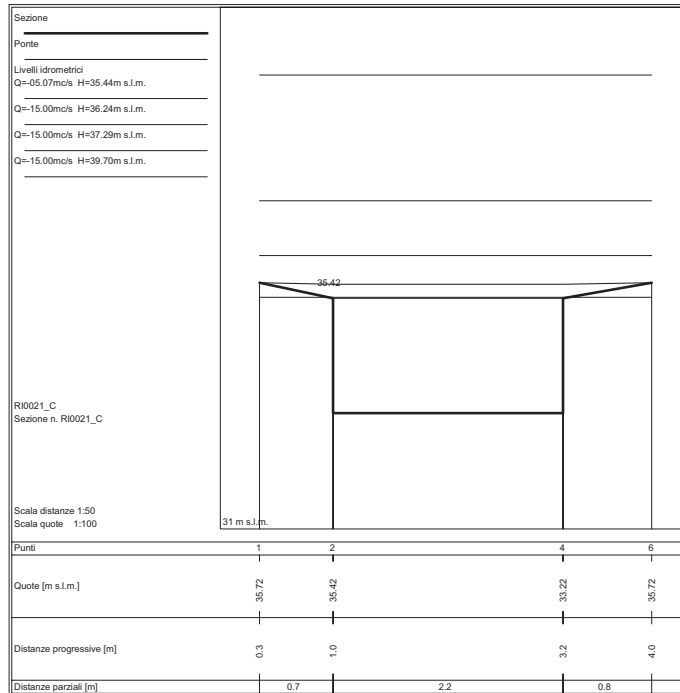 Sezione
Ponte
Livelli idrometrici
Q=-05.07mc/s H=35.44m s.l.m.
Q=-15.00mc/s H=36.24m s.l.m.
Q=-15.00mc/s H=37.29m s.l.m.
Q=-15.00mc/s H=39.70m s.l.m.
35.42
RI0021_C
Sezione n. RI0021_C
Scala distanze 1:50
Scala quote 1:100
31 m s.l.m.
Punti 1 2 4 6
Quote [m s.l.m.] 35.72 35.42 33.22 35.72
Distanze progressive [m] 0.3 1.0 3.2 4.0
Distanze parziali [m] 0.7 2.2 0.8